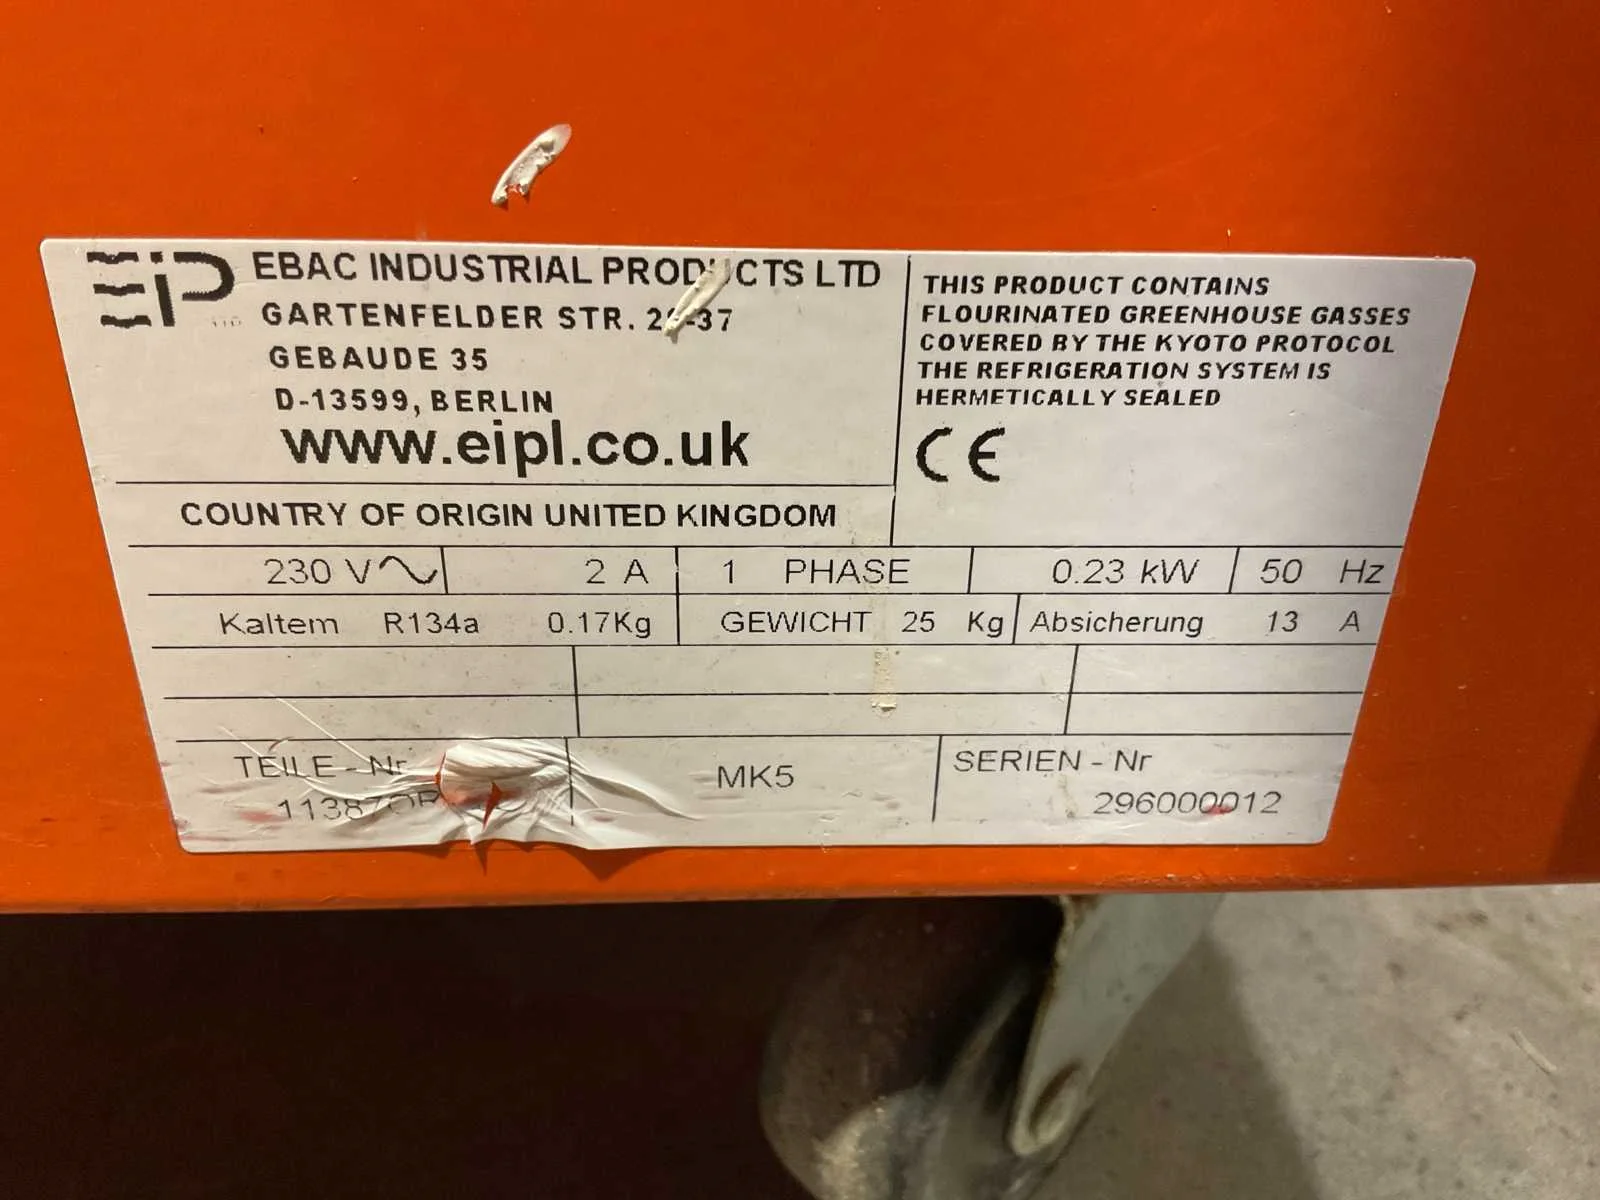 EIP LTD
EBAC INDUSTRIAL PRODUCTS LTD
GARTENFELDER STR. 37
GEBAUDE 35
D-13599, BERLIN
www.eipl.co.uk
THIS PRODUCT CONTAINS
FLOURINATED GREENHOUSE GASSES
COVERED BY THE KYOTO PROTOCOL
THE REFRIGERATION SYSTEM IS
HERMETICALLY SEALED
CE
COUNTRY OF ORIGIN UNITED KINGDOM
230 V 2 A 1 PHASE 0.23 kW 50 Hz
Kaltem R134a 0.17Kg GEWICHT 25 Kg Absicherung 13 A
TEILE-Nr
MK5
SERIEN - Nr
296000012